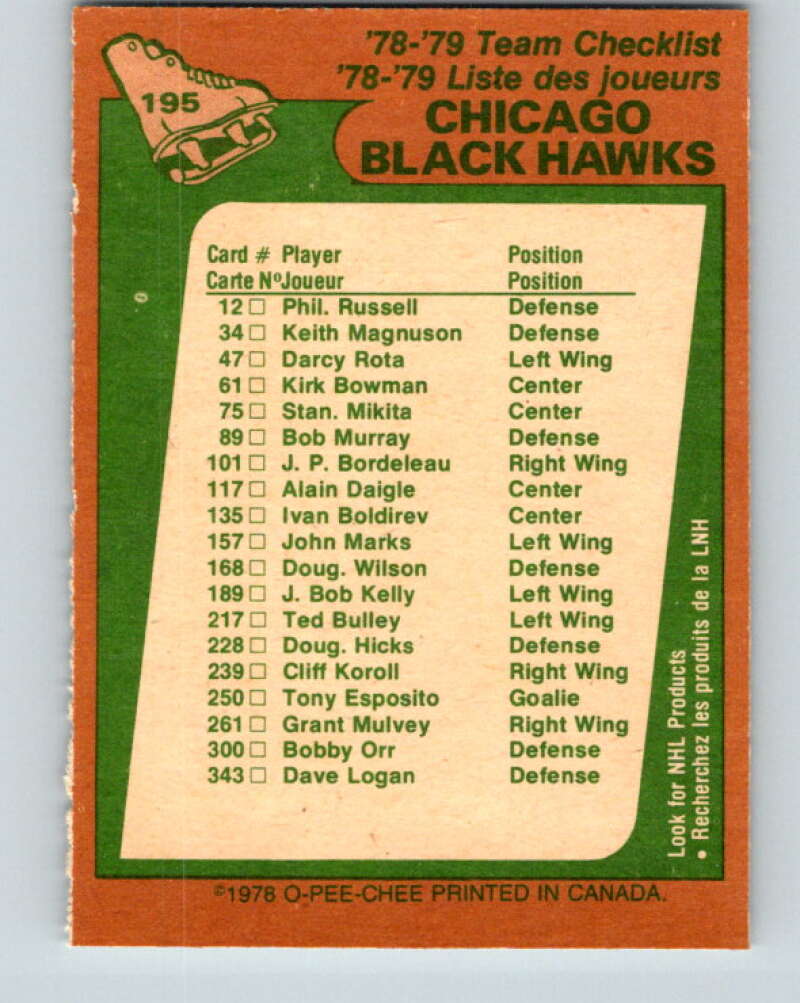 195
'78-'79 Team Checklist
'78-'79 Liste des joueurs
CHICAGO
BLACK HAWKS
Card # Player Position
Carte Nº Joueur Position
12 □ Phil. Russell Defense
34 □ Keith Magnuson Defense
47 □ Darcy Rota Left Wing
61 □ Kirk Bowman Center
75 □ Stan. Mikita Center
89 □ Bob Murray Defense
101 □ J. P. Bordeleau Right Wing
117 □ Alain Daigle Center
135 □ Ivan Boldirev Center
157 □ John Marks Left Wing
168 □ Doug. Wilson Defense
189 □ J. Bob Kelly Left Wing
217 □ Ted Bulley Left Wing
228 □ Doug. Hicks Defense
239 □ Cliff Koroll Right Wing
250 □ Tony Esposito Goalie
261 □ Grant Mulvey Right Wing
300 □ Bobby Orr Defense
343 □ Dave Logan Defense
Look for NHL Products
• Recherchez les produits de la LNH
©1978 O-PEE-CHEE PRINTED IN CANADA.